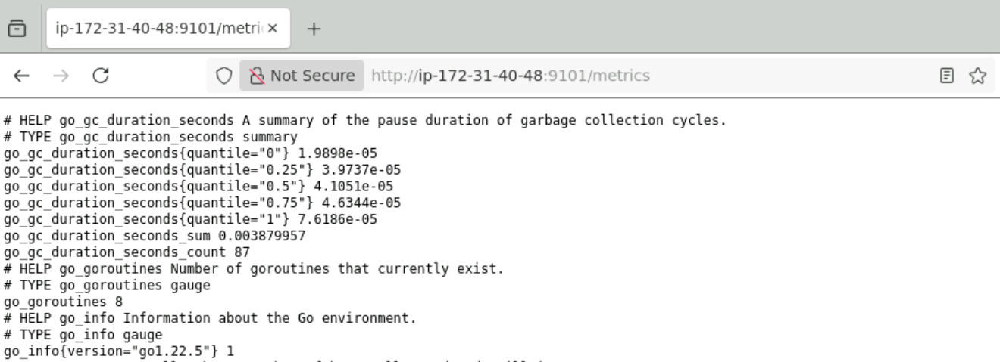 ip-172-31-40-48:9101/metri
Not Secure http://ip-172-31-40-48:9101/metrics
# HELP go_gc_duration_seconds A summary of the pause duration of garbage collection cycles.
# TYPE go_gc_duration_seconds summary
go_gc_duration_seconds{quantile="0"} 1.9898e-05
go_gc_duration_seconds{quantile="0.25"} 3.9737e-05
go_gc_duration_seconds{quantile="0.5"} 4.1051e-05
go_gc_duration_seconds{quantile="0.75"} 4.6344e-05
go_gc_duration_seconds{quantile="1"} 7.6186e-05
go_gc_duration_seconds_sum 0.003879957
go_gc_duration_seconds_count 87
# HELP go_goroutines Number of goroutines that currently exist.
# TYPE go_goroutines gauge
go_goroutines 8
# HELP go_info Information about the Go environment.
# TYPE go_info gauge
go_info{version="go1.22.5"} 1